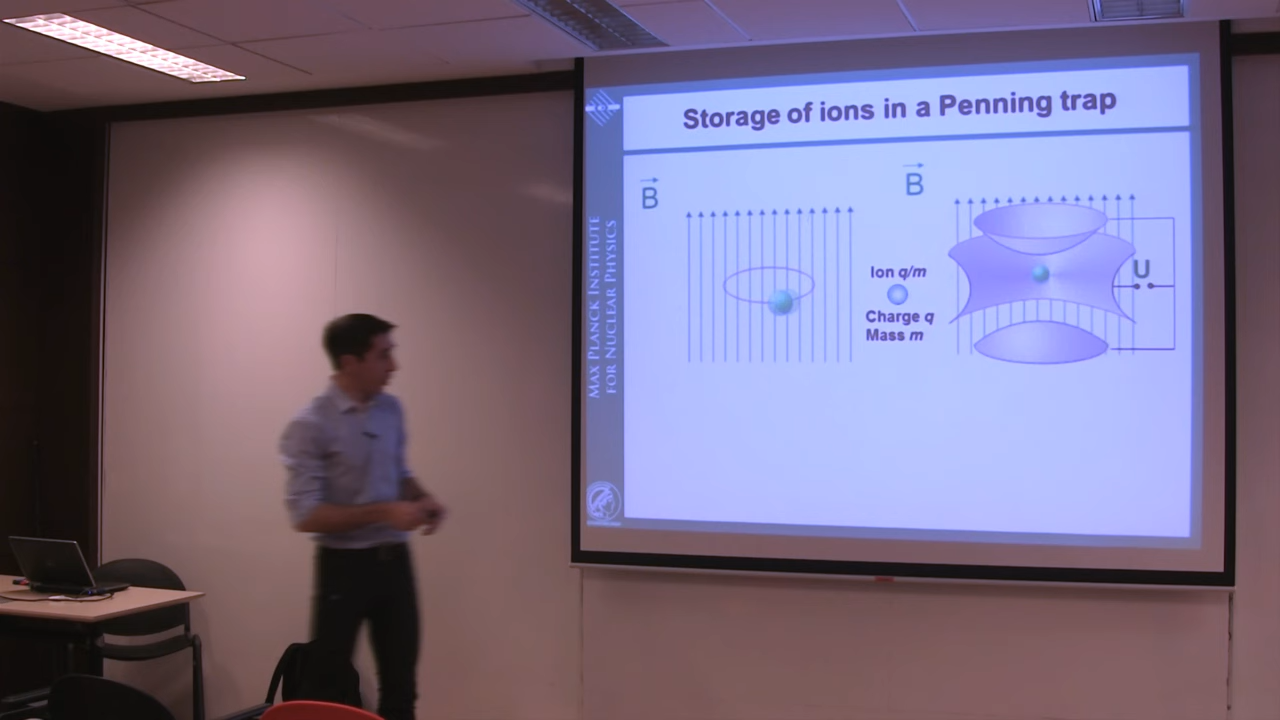 Storage of ions in a Penning trap
MAX PLANCK INSTITUTE
FOR NUCLEAR PHYSICS
B
B
Ion q/m
Charge q
Mass m
U